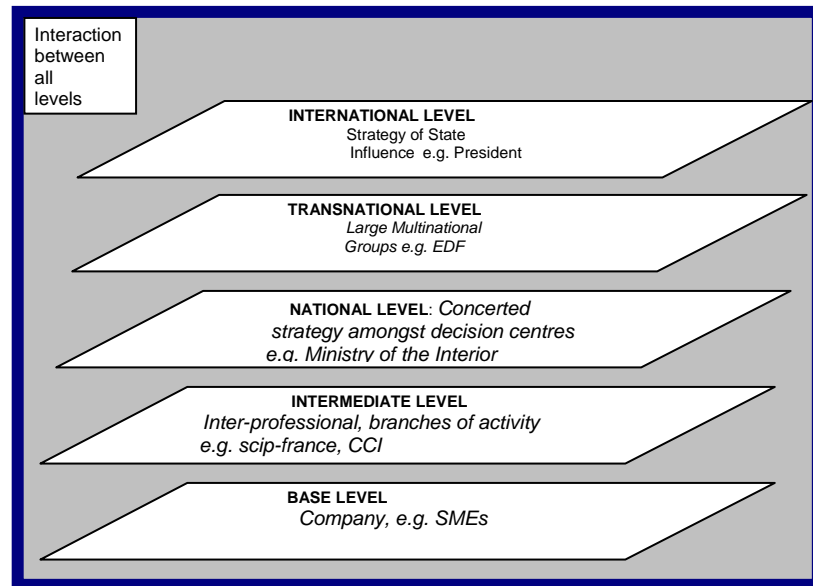 Interaction
between
all
levels
INTERNATIONAL LEVEL
Strategy of State
Influence e.g. President
TRANSNATIONAL LEVEL
Large Multinational
Groups e.g. EDF
NATIONAL LEVEL: Concerted
strategy amongst decision centres
e.g. Ministry of the Interior
INTERMEDIATE LEVEL
Inter-professional, branches of activity
e.g. scip-france, CCI
BASE LEVEL
Company, e.g. SMEs